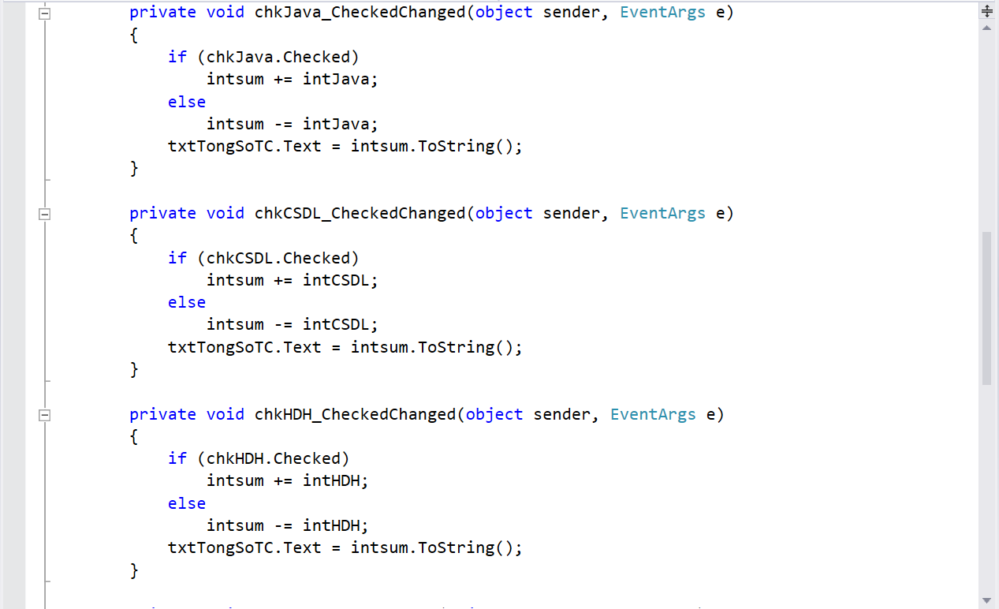 private void chkJava_CheckedChanged(object sender, EventArgs e)
{
if (chkJava.Checked)
intsum += intJava;
else
intsum -= intJava;
txtTongSoTC.Text = intsum.ToString();
}
private void chkCSDL_CheckedChanged(object sender, EventArgs e)
{
if (chkCSDL.Checked)
intsum += intCSDL;
else
intsum -= intCSDL;
txtTongSoTC.Text = intsum.ToString();
}
private void chkHDH_CheckedChanged(object sender, EventArgs e)
{
if (chkHDH.Checked)
intsum += intHDH;
else
intsum -= intHDH;
txtTongSoTC.Text = intsum.ToString();
}